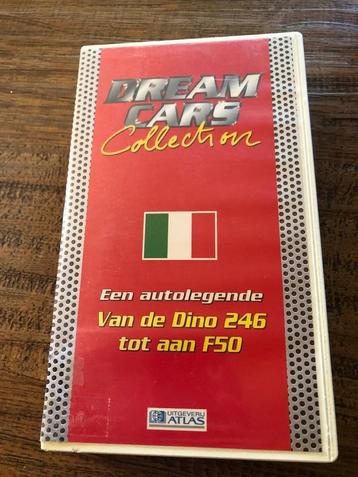 DREAM
CARS
Collection
Een autolegende
Van de Dino 246
tot aan F50
UITGEVERIJ
ATLAS